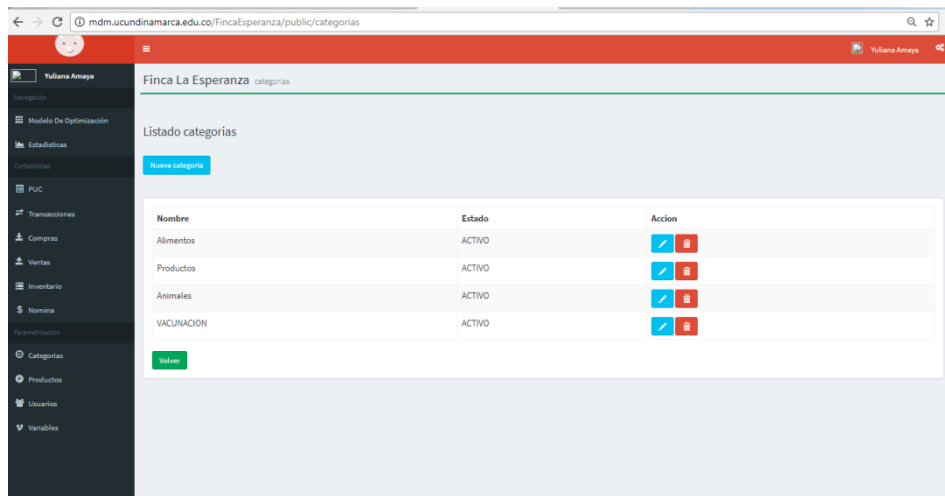 mdm.ucundinamarca.edu.co/FincaEsperanza/public/categorias
Yuliana Amaya
Yuliana Amaya
Navegación
Modelo De Optimización
Estadisticas
Contabilidad
PUC
Transacciones
Compras
Ventas
Inventario
$ Nomina
Parametrizacion
Categorias
Productos
Usuarios
Variables
Finca La Esperanza categorias
Listado categorias
Nueva categoria
Nombre Estado Accion
Alimentos ACTIVO
Productos ACTIVO
Animales ACTIVO
VACUNACION ACTIVO
Volver